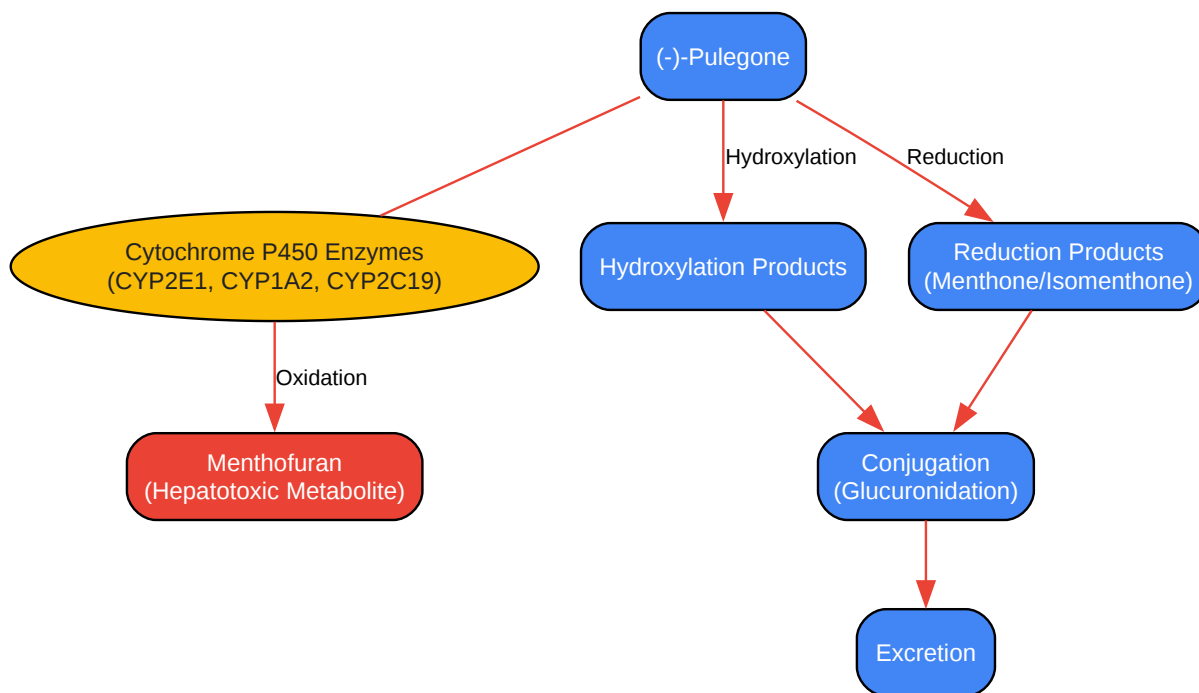 (-)-Pulegone
Hydroxylation
Reduction
Cytochrome P450 Enzymes
(CYP2E1, CYP1A2, CYP2C19)
Hydroxylation Products
Reduction Products
(Menthone/Isomenthone)
Oxidation
Menthofuran
(Hepatotoxic Metabolite)
Conjugation
(Glucuronidation)
Excretion